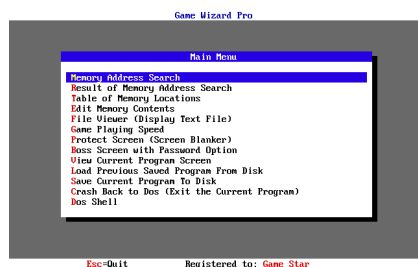 Game Wizard Pro
Main Menu
Memory Address Search
Result of Memory Address Search
Table of Memory Locations
Edit Memory Contents
File Viewer (Display Text File)
Game Playing Speed
Protect Screen (Screen Blanker)
Boss Screen with Password Option
View Current Program Screen
Load Previous Saved Program From Disk
Save Current Program To Disk
Crash Back to Dos (Exit the Current Program)
Dos Shell
Esc=Quit Registered to: Game Star